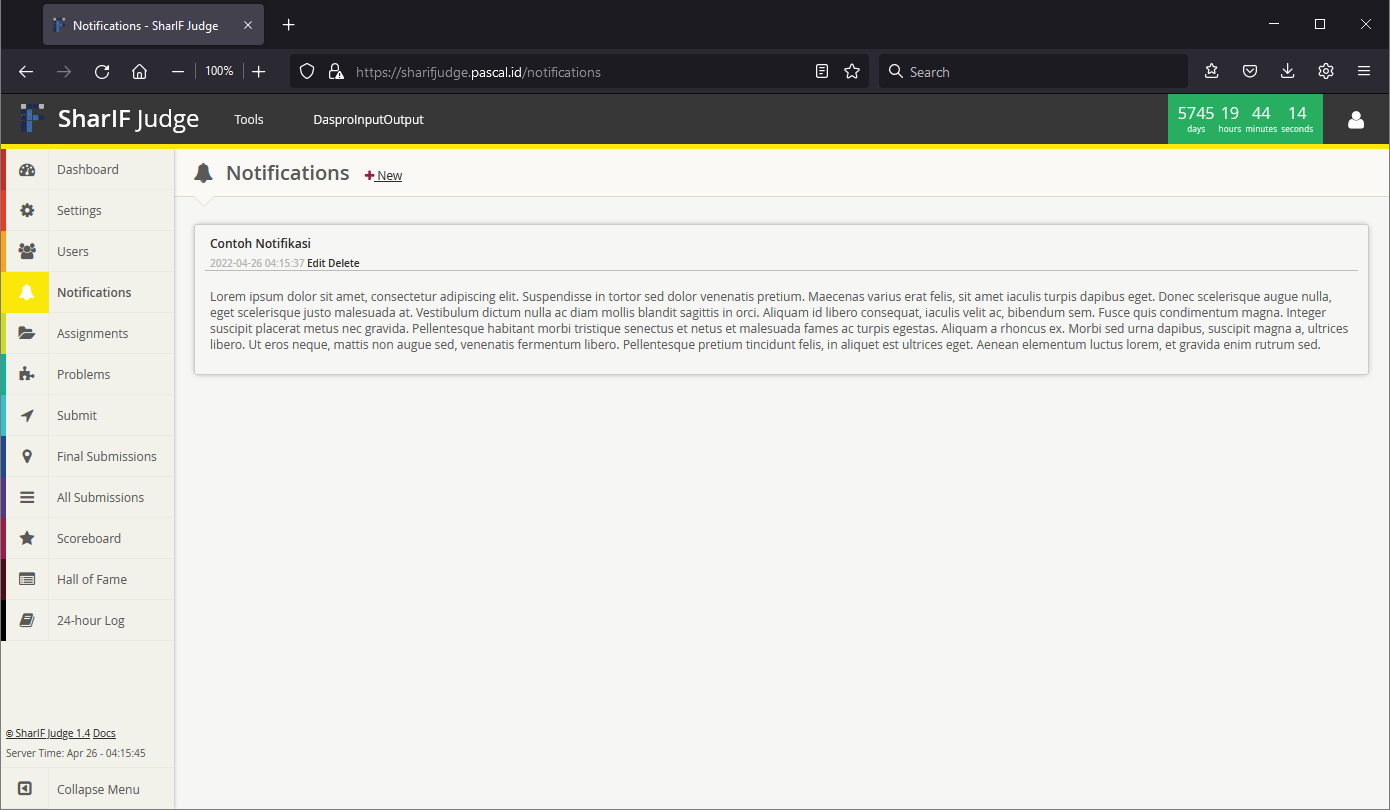 Notifications - SharIF Judge
100%
https://sharifjudge.pascal.id/notifications
Search
SharIF Judge
Tools
DasproInputOutput
5745 19 44 14
days hours minutes seconds
Dashboard
Settings
Users
Notifications
Assignments
Problems
Submit
Final Submissions
All Submissions
Scoreboard
Hall of Fame
24-hour Log
© SharIF Judge 1.4 Docs
Server Time: Apr 26 - 04:15:45
Collapse Menu
Notifications
New
Contoh Notifikasi
2022-04-26 04:15:37 Edit Delete
Lorem ipsum dolor sit amet, consectetur adipiscing elit. Suspendisse in tortor sed dolor venenatis pretium. Maecenas varius erat felis, sit amet iaculis turpis dapibus eget. Donec scelerisque augue nulla,
eget scelerisque justo malesuada at. Vestibulum dictum nulla ac diam mollis blandit sagittis in orci. Aliquam id libero consequat, iaculis velit ac, bibendum sem. Fusce quis condimentum magna. Integer
suscipit placerat metus nec gravida. Pellentesque habitant morbi tristique senectus et netus et malesuada fames ac turpis egestas. Aliquam a rhoncus ex. Morbi sed urna dapibus, suscipit magna a, ultrices
libero. Ut eros neque, mattis non augue sed, venenatis fermentum libero. Pellentesque pretium tincidunt felis, in aliquet est ultrices eget. Aenean elementum luctus lorem, et gravida enim rutrum sed.